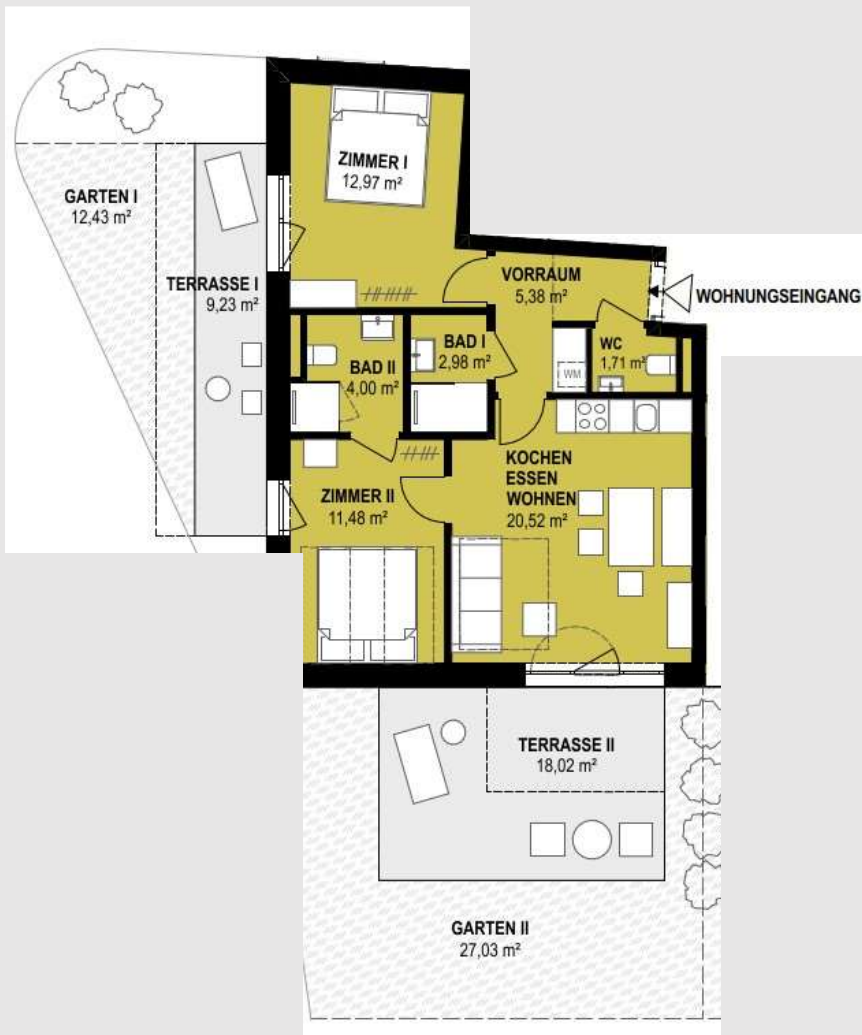 ZIMMER I
12,97 m²
GARTEN I
12,43 m²
TERRASSE I
9,23 m²
VORRAUM
5,38 m²
WOHNUNGSEINGANG
BAD I
2,98 m²
WC
1,71 m²
BAD II
4,00 m²
WM
KOCHEN
ESSEN
WOHNEN
20,52 m²
ZIMMER II
11,48 m²
TERRASSE II
18,02 m²
GARTEN II
27,03 m²